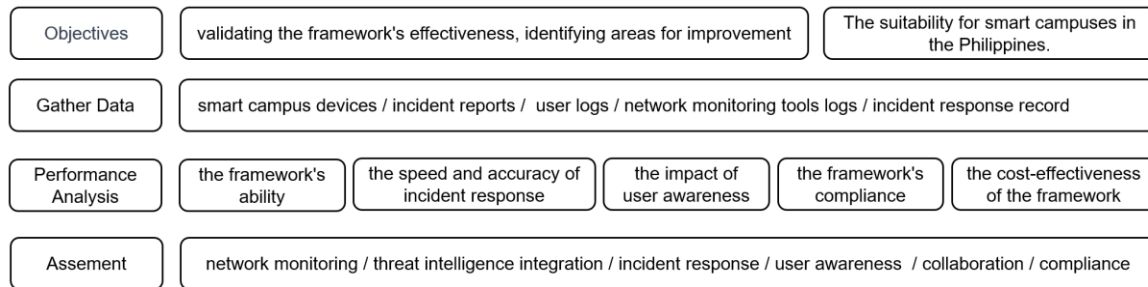 Objectives
validating the framework's effectiveness, identifying areas for improvement
The suitability for smart campuses in
the Philippines.
Gather Data
smart campus devices / incident reports / user logs / network monitoring tools logs / incident response record
Performance
Analysis
the framework's
ability
the speed and accuracy of
incident response
the impact of
user awareness
the framework's
compliance
the cost-effectiveness
of the framework
Assement
network monitoring / threat intelligence integration / incident response / user awareness / collaboration / compliance